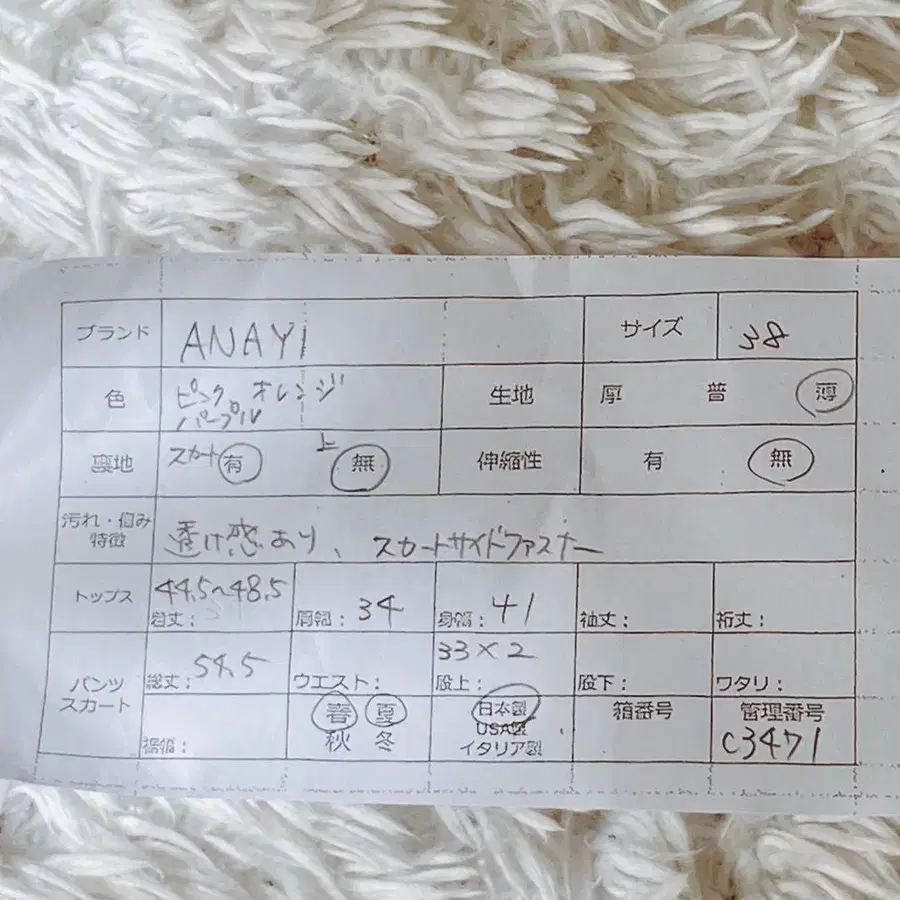 ブランド ANAYI サイズ 38
色 ピンク、オレンジ
パープル 生地 厚 普 薄
裏地 スカート 有 上 無 伸縮性 有 無
汚れ・傷み
特徴 透け感あり、スカートサイドファスナー
トップス 44.5～48.5
着丈: 肩幅: 34 身幅: 41 袖丈: 裄丈:
パンツ
スカート 総丈: 54.5 ウエスト: 33×2
股上: 股下: ワタリ:
裾幅: 春 夏
秋 冬 日本製
USA製
イタリア製 箱番号 管理番号
C3471